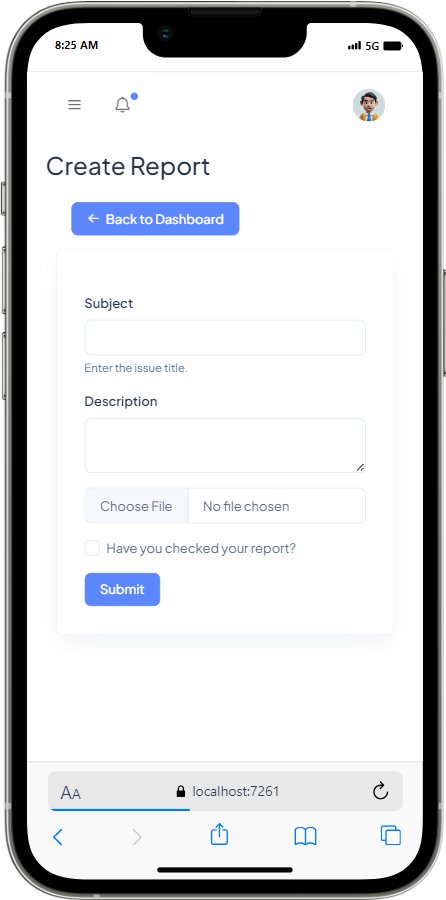 8:25 AM
5G
Create Report
← Back to Dashboard
Subject
Enter the issue title.
Description
Choose File No file chosen
Have you checked your report?
Submit
AA localhost:7261